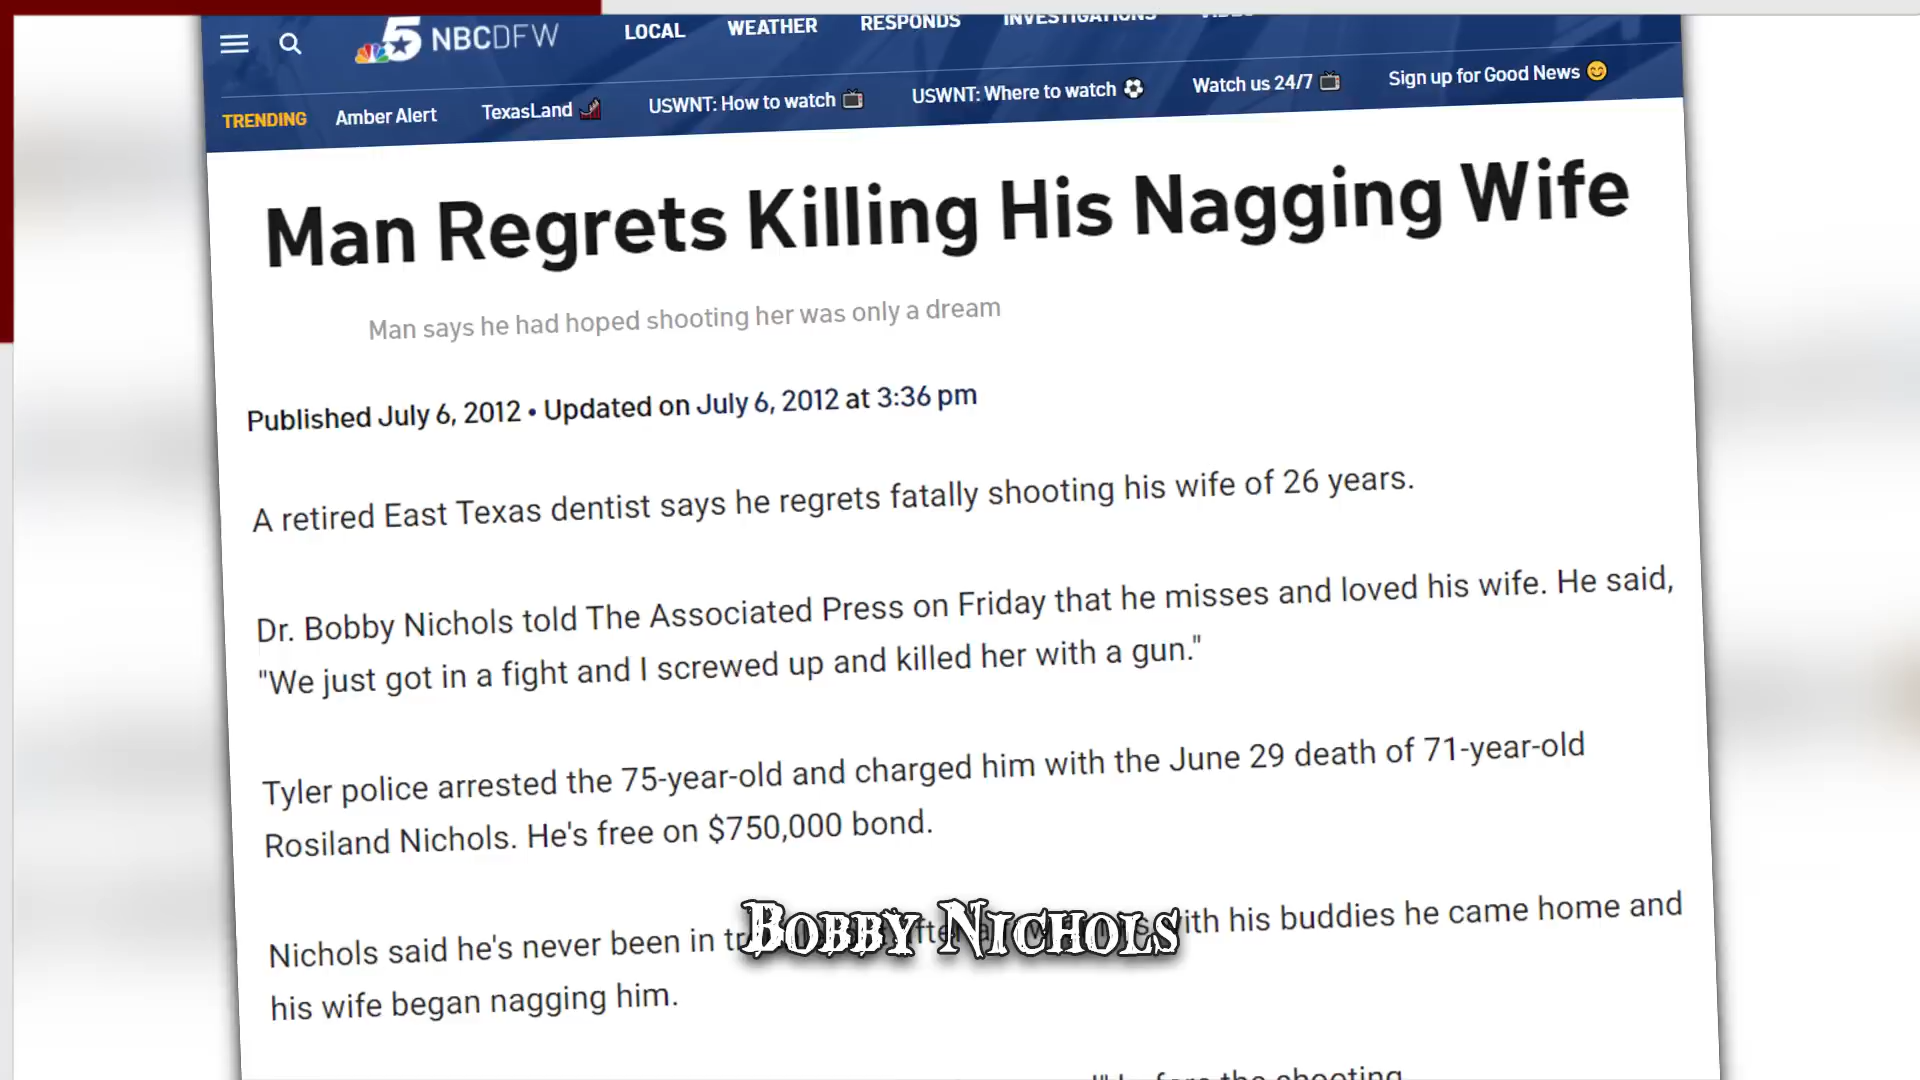 5 NBCDFW LOCAL WEATHER RESPONDS INVESTIGATIONS
TRENDING Amber Alert TexasLand USWNT: How to watch USWNT: Where to watch Watch us 24/7 Sign up for Good News
Man Regrets Killing His Nagging Wife
Man says he had hoped shooting her was only a dream
Published July 6, 2012 • Updated on July 6, 2012 at 3:36 pm
A retired East Texas dentist says he regrets fatally shooting his wife of 26 years.
Dr. Bobby Nichols told The Associated Press on Friday that he misses and loved his wife. He said,
"We just got in a fight and I screwed up and killed her with a gun."
Tyler police arrested the 75-year-old and charged him with the June 29 death of 71-year-old
Rosiland Nichols. He's free on $750,000 bond.
Nichols said he's never been in with his buddies he came home and
Bobby Nichols
his wife began nagging him.
the shooting